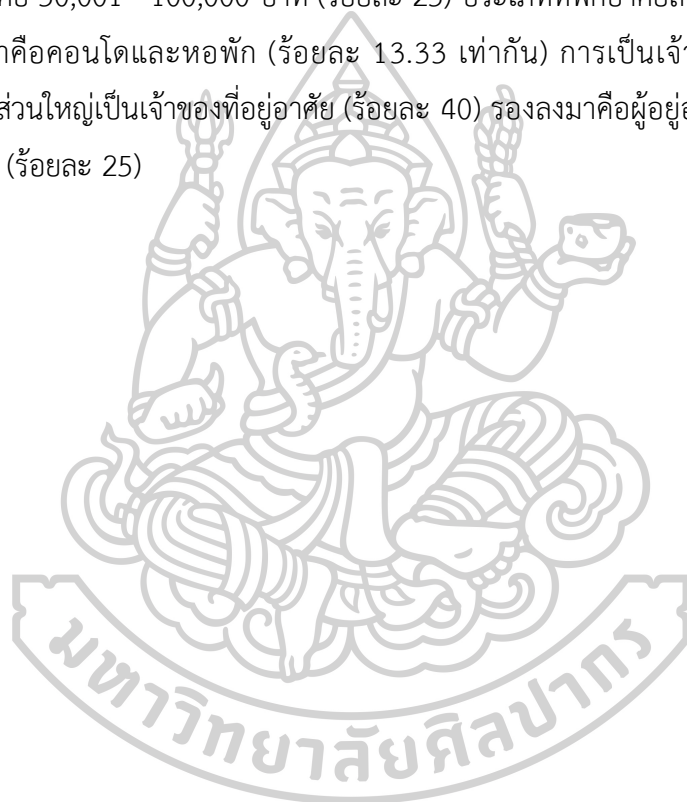 50,001 - 100,000 บาท (ร้อยละ 25)
คือคอนโดและหอพัก (ร้อยละ 13.33 เท่ากัน) การเป็นเจ้า
ส่วนใหญ่เป็นเจ้าของที่อยู่อาศัย (ร้อยละ 40) รองลงมาคือผู้อยู่
(ร้อยละ 25)
มหาวิทยาลัยศิลปากร